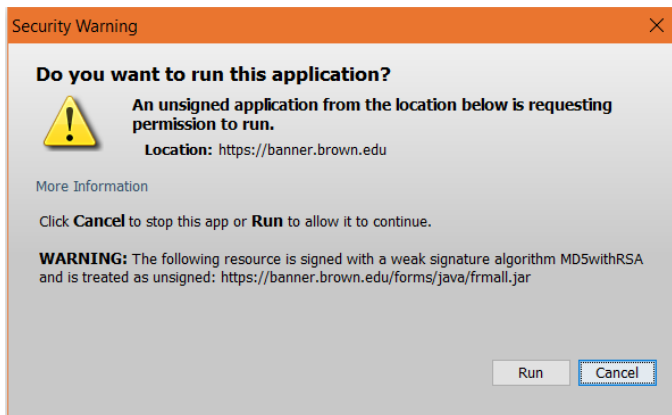 Security Warning
Do you want to run this application?
An unsigned application from the location below is requesting
permission to run.
Location: https://banner.brown.edu
More Information
Click Cancel to stop this app or Run to allow it to continue.
WARNING: The following resource is signed with a weak signature algorithm MD5withRSA
and is treated as unsigned: https://banner.brown.edu/forms/java/frmall.jar
Run Cancel